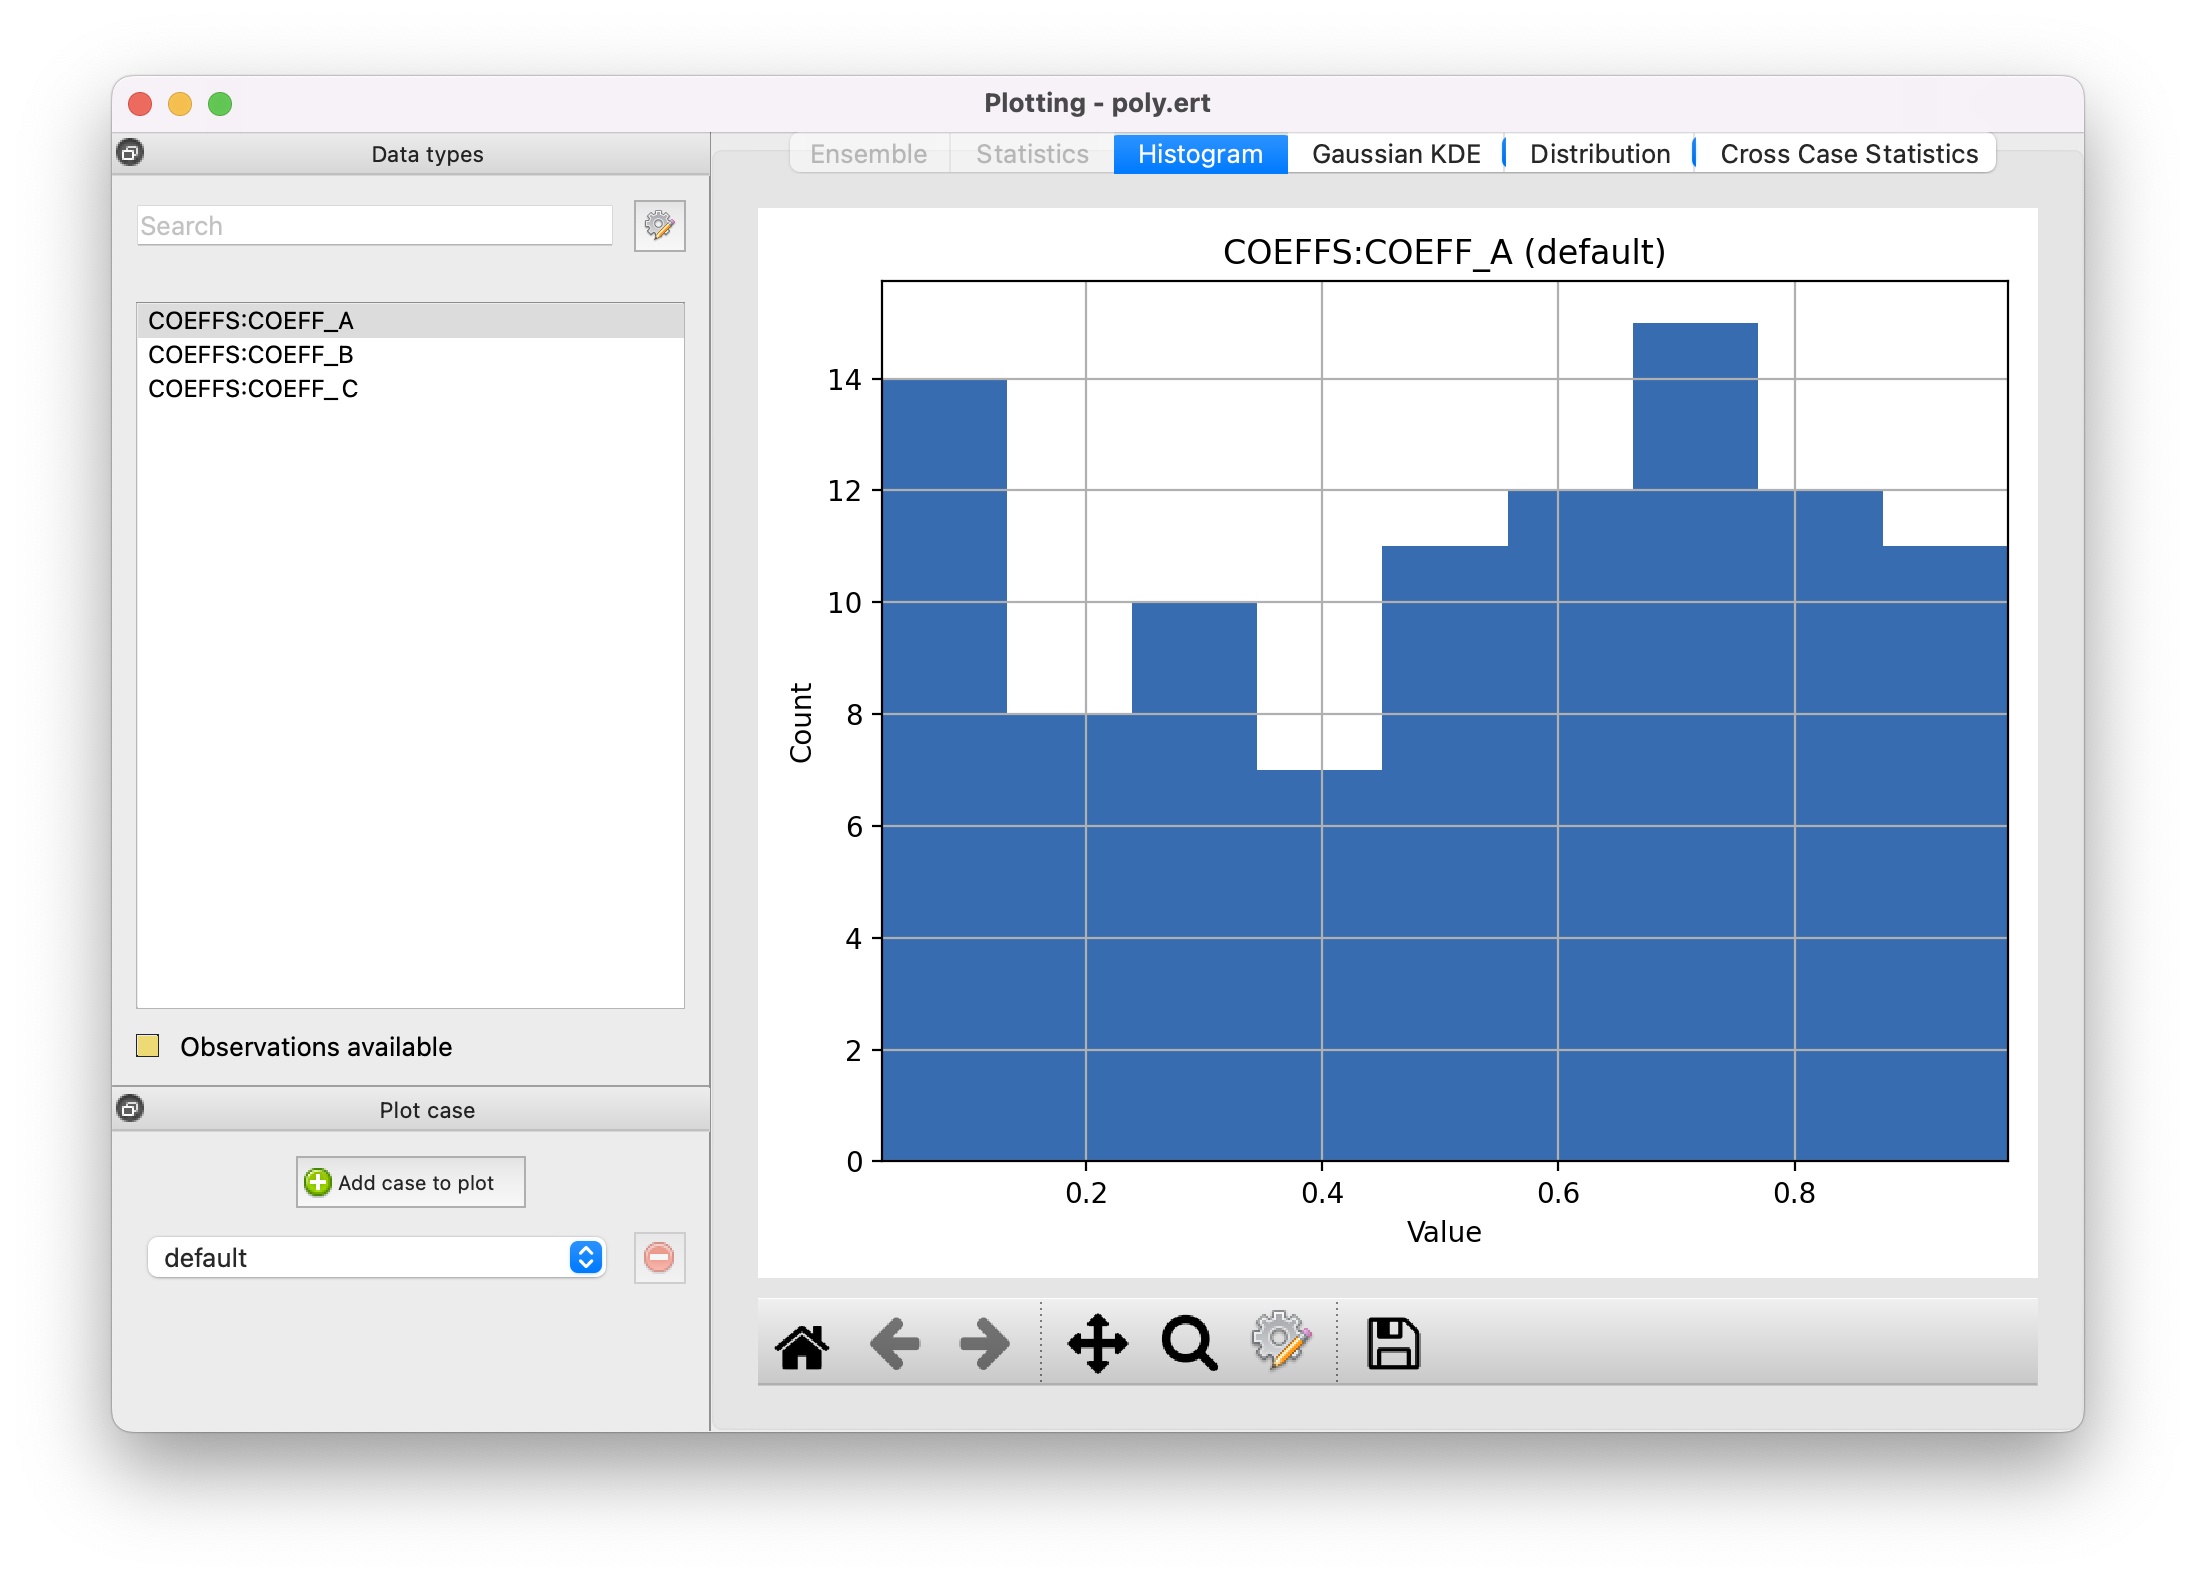 Plotting - poly.ert
Data types
Search
COEFFS:COEFF_A
COEFFS:COEFF_B
COEFFS:COEFF_C
Observations available
Plot case
Add case to plot
default
Ensemble Statistics Histogram Gaussian KDE Distribution Cross Case Statistics
COEFFS:COEFF_A (default)
Count
14
12
10
8
6
4
2
0
0.2 0.4 0.6 0.8
Value